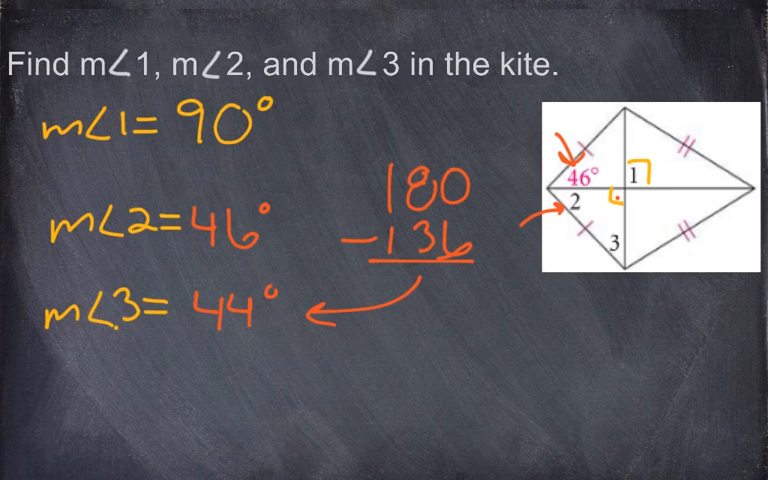 Find m∠1, m∠2, and m∠3 in the kite.
m∠1= 90°
m∠2=46°
m∠3= 44°
180
-136
46°
1
2
3